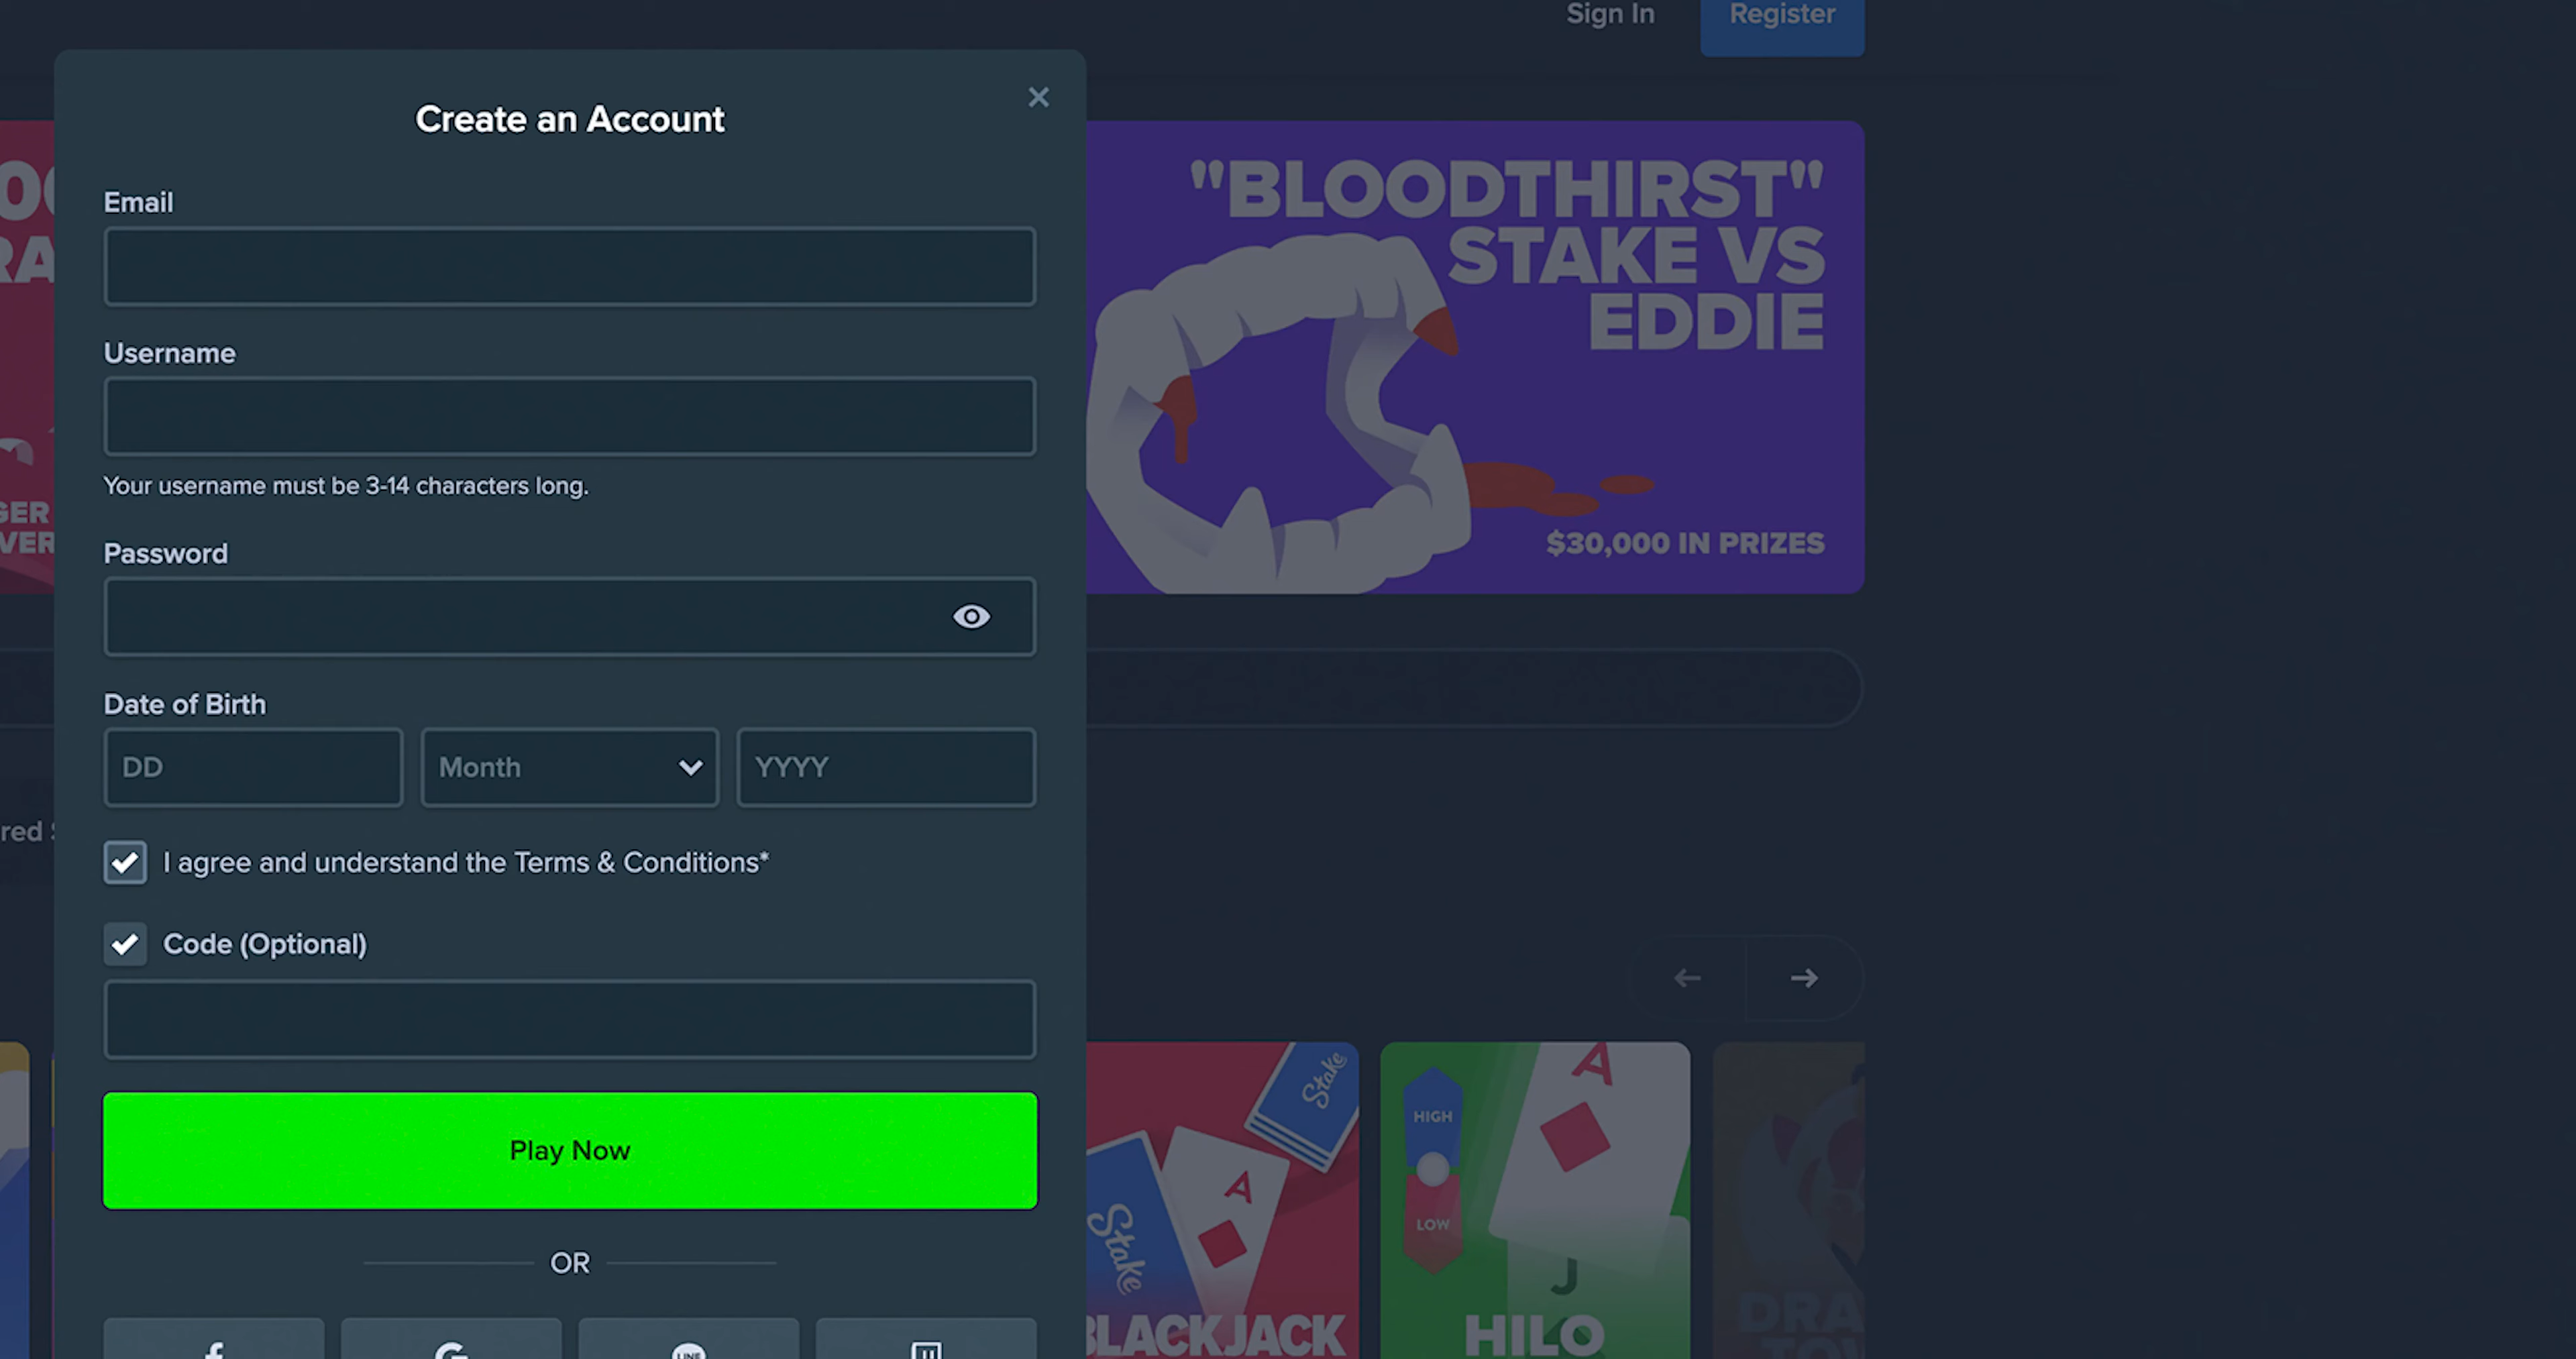 Sign In
Register
Create an Account
Email
Username
Your username must be 3-14 characters long.
Password
Date of Birth
DD
Month
YYYY
I agree and understand the Terms & Conditions*
Code (Optional)
Play Now
OR
LINE
"BLOODTHIRST"
STAKE VS
EDDIE
$30,000 IN PRIZES
Stake
A
Stake
BLACKJACK
A
HIGH
LOW
J
HILO